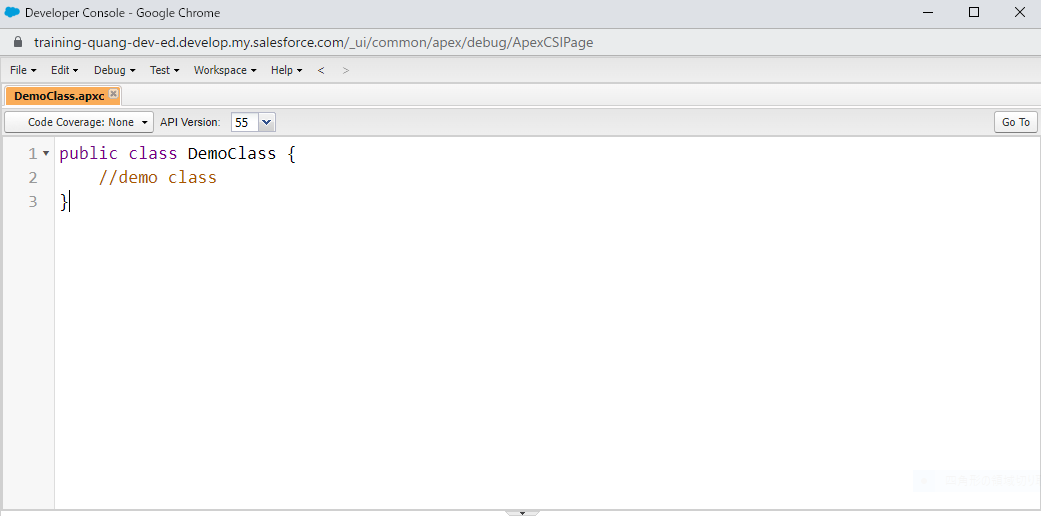 Developer Console - Google Chrome
training-quang-dev-ed.develop.my.salesforce.com/_ui/common/apex/debug/ApexCSIPage
File Edit Debug Test Workspace Help < >
DemoClass.apxc
Code Coverage: None API Version: 55 Go To
1 public class DemoClass {
2 //demo class
3 }